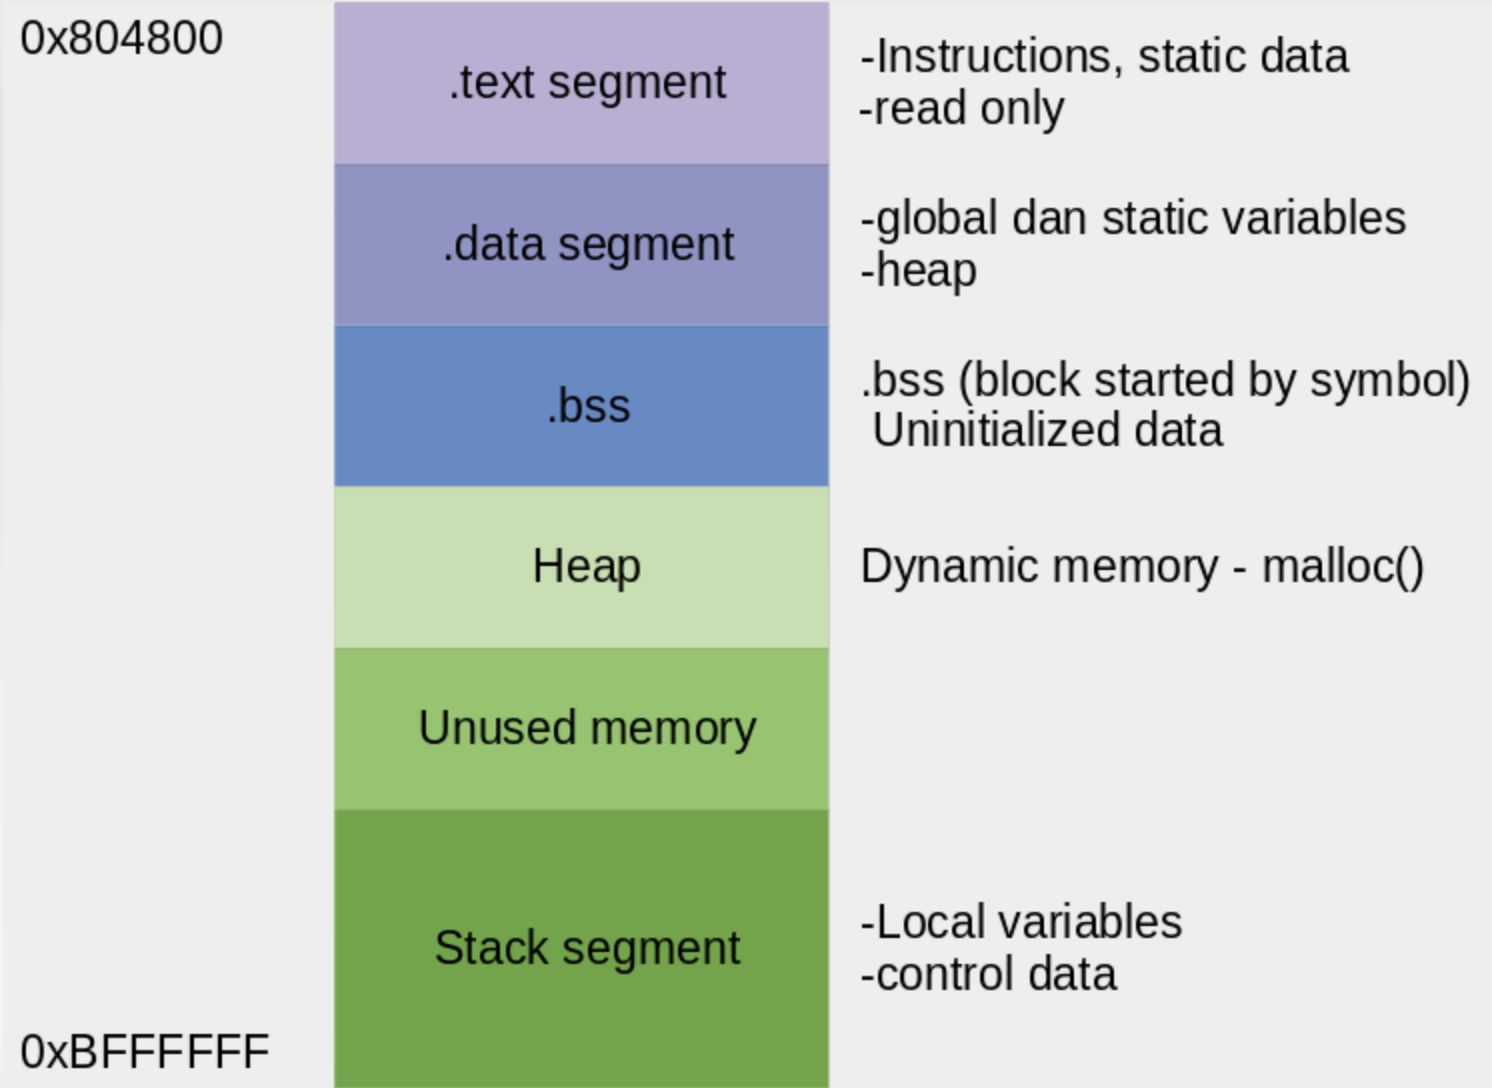 0x804800
.text segment
-Instructions, static data
-read only
.data segment
-global dan static variables
-heap
.bss
.bss (block started by symbol)
Uninitialized data
Heap
Dynamic memory - malloc()
Unused memory
Stack segment
-Local variables
-control data
0xBFFFFFF